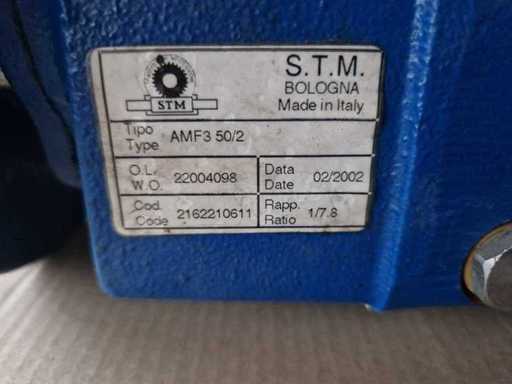 S.T.M.
BOLOGNA
Made in Italy
STM
Tipo
Type AMF3 50/2
O.L.
W.O. 22004098
Data
Date 02/2002
Cod.
Code 2162210611
Rapp.
Ratio 1/7.8